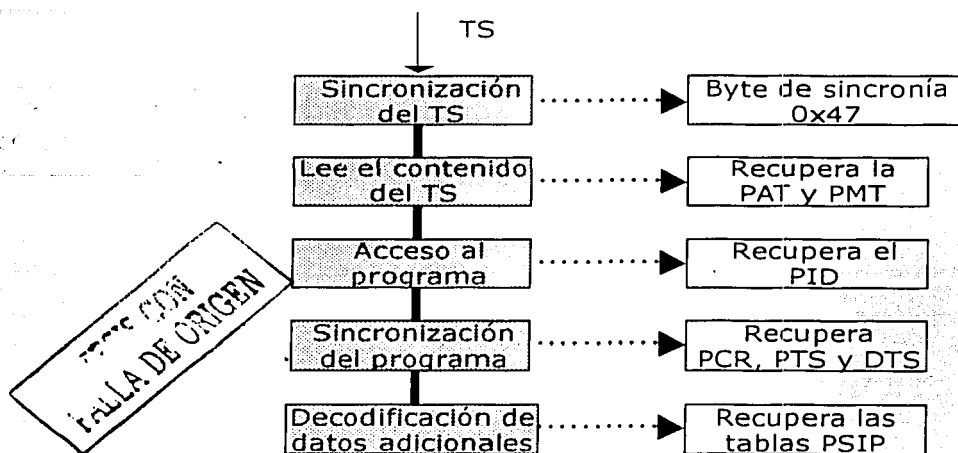 TS
Sincronización
del TS
Byte de sincronía
0x47
Lee el contenido
del TS
Recupera la
PAT y PMT
Acceso al
programa
Recupera el
PID
TESIS CON
FALLA DE ORIGEN
Sincronización
del programa
Recupera
PCR, PTS y DTS
Decodificación de
datos adicionales
Recupera las
tablas PSIP